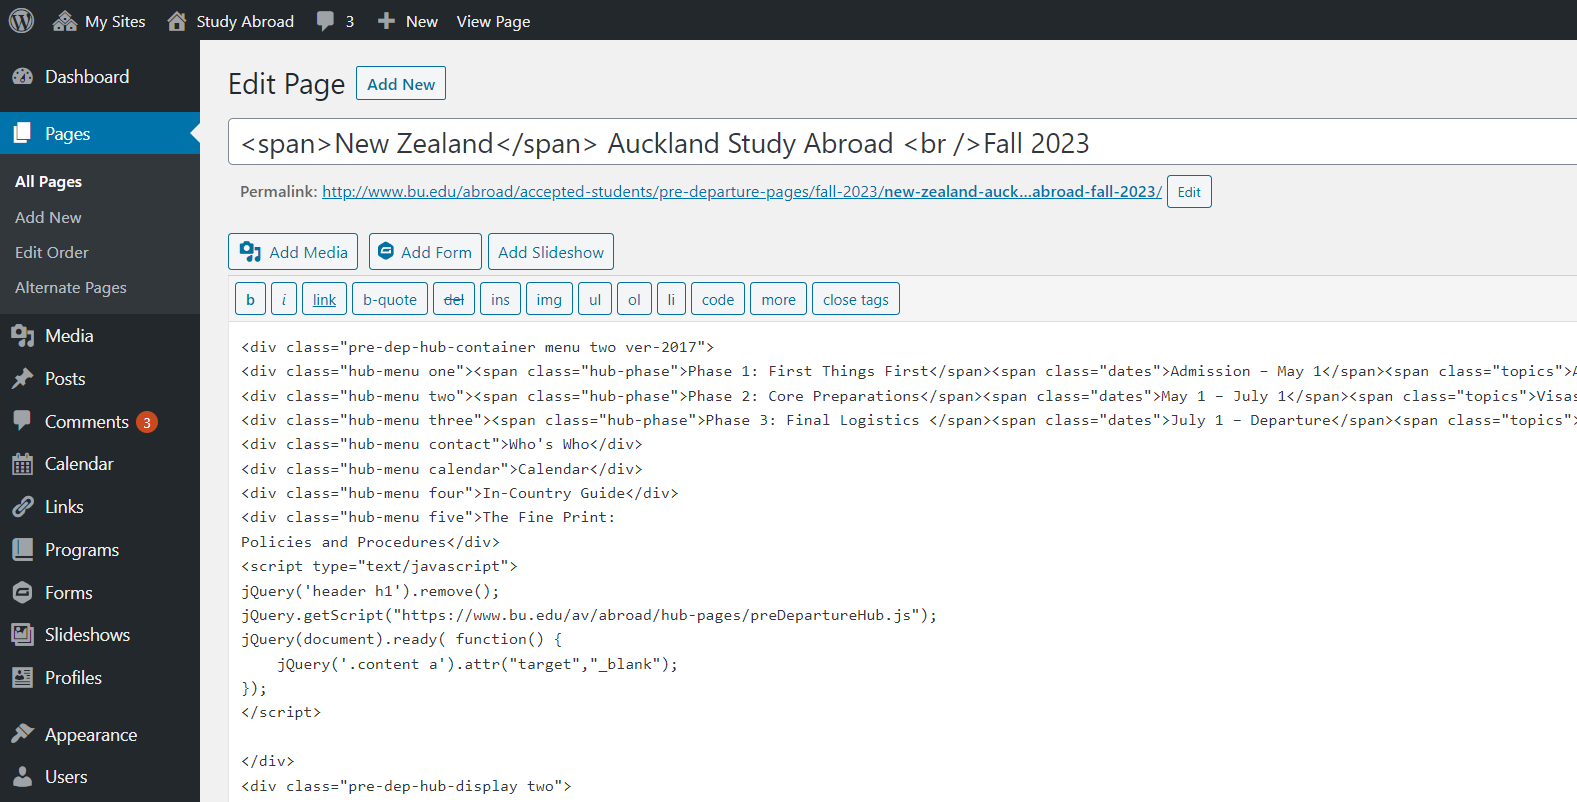 My Sites Study Abroad 3 New View Page
Dashboard
Pages
All Pages
Add New
Edit Order
Alternate Pages
Media
Posts
Comments 3
Calendar
Links
Programs
Forms
Slideshows
Profiles
Appearance
Users
Edit Page Add New
<span>New Zealand</span> Auckland Study Abroad <br />Fall 2023
Permalink: http://www.bu.edu/abroad/accepted-students/pre-departure-pages/fall-2023/new-zealand-auck...abroad-fall-2023/ Edit
Add Media Add Form Add Slideshow
b i link b-quote del ins img ul ol li code more close tags
<div class="pre-dep-hub-container menu two ver-2017">
<div class="hub-menu one"><span class="hub-phase">Phase 1: First Things First</span><span class="dates">Admission – May 1</span><span class="topics">
<div class="hub-menu two"><span class="hub-phase">Phase 2: Core Preparations</span><span class="dates">May 1 – July 1</span><span class="topics">Visas
<div class="hub-menu three"><span class="hub-phase">Phase 3: Final Logistics </span><span class="dates">July 1 – Departure</span><span class="topics">
<div class="hub-menu contact">Who's Who</div>
<div class="hub-menu calendar">Calendar</div>
<div class="hub-menu four">In-Country Guide</div>
<div class="hub-menu five">The Fine Print:
Policies and Procedures</div>
<script type="text/javascript">
jQuery('header h1').remove();
jQuery.getScript("https://www.bu.edu/av/abroad/hub-pages/preDepartureHub.js");
jQuery(document).ready( function() {
jQuery('.content a').attr("target","_blank");
});
</script>
</div>
<div class="pre-dep-hub-display two">